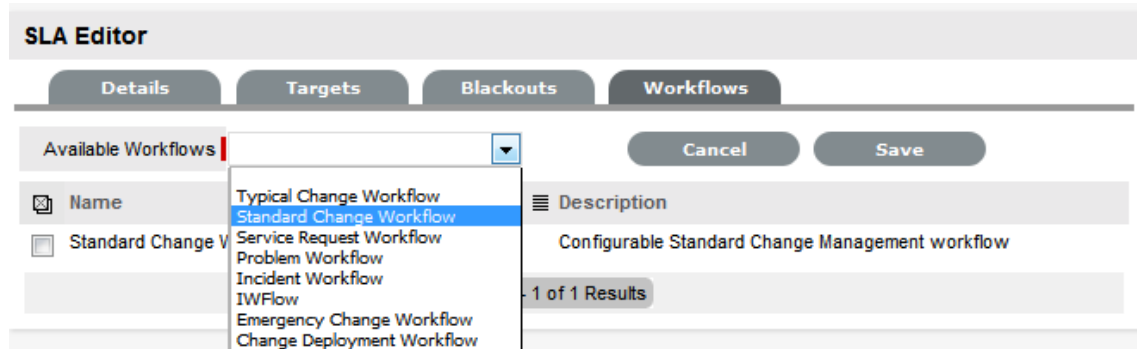 SLA Editor
Details Targets Blackouts Workflows
Available Workflows Cancel Save
Name Description
Typical Change Workflow
Standard Change Workflow
Service Request Workflow
Problem Workflow
Incident Workflow
IWFlow
Emergency Change Workflow
Change Deployment Workflow
Standard Change W Configurable Standard Change Management workflow
- 1 of 1 Results